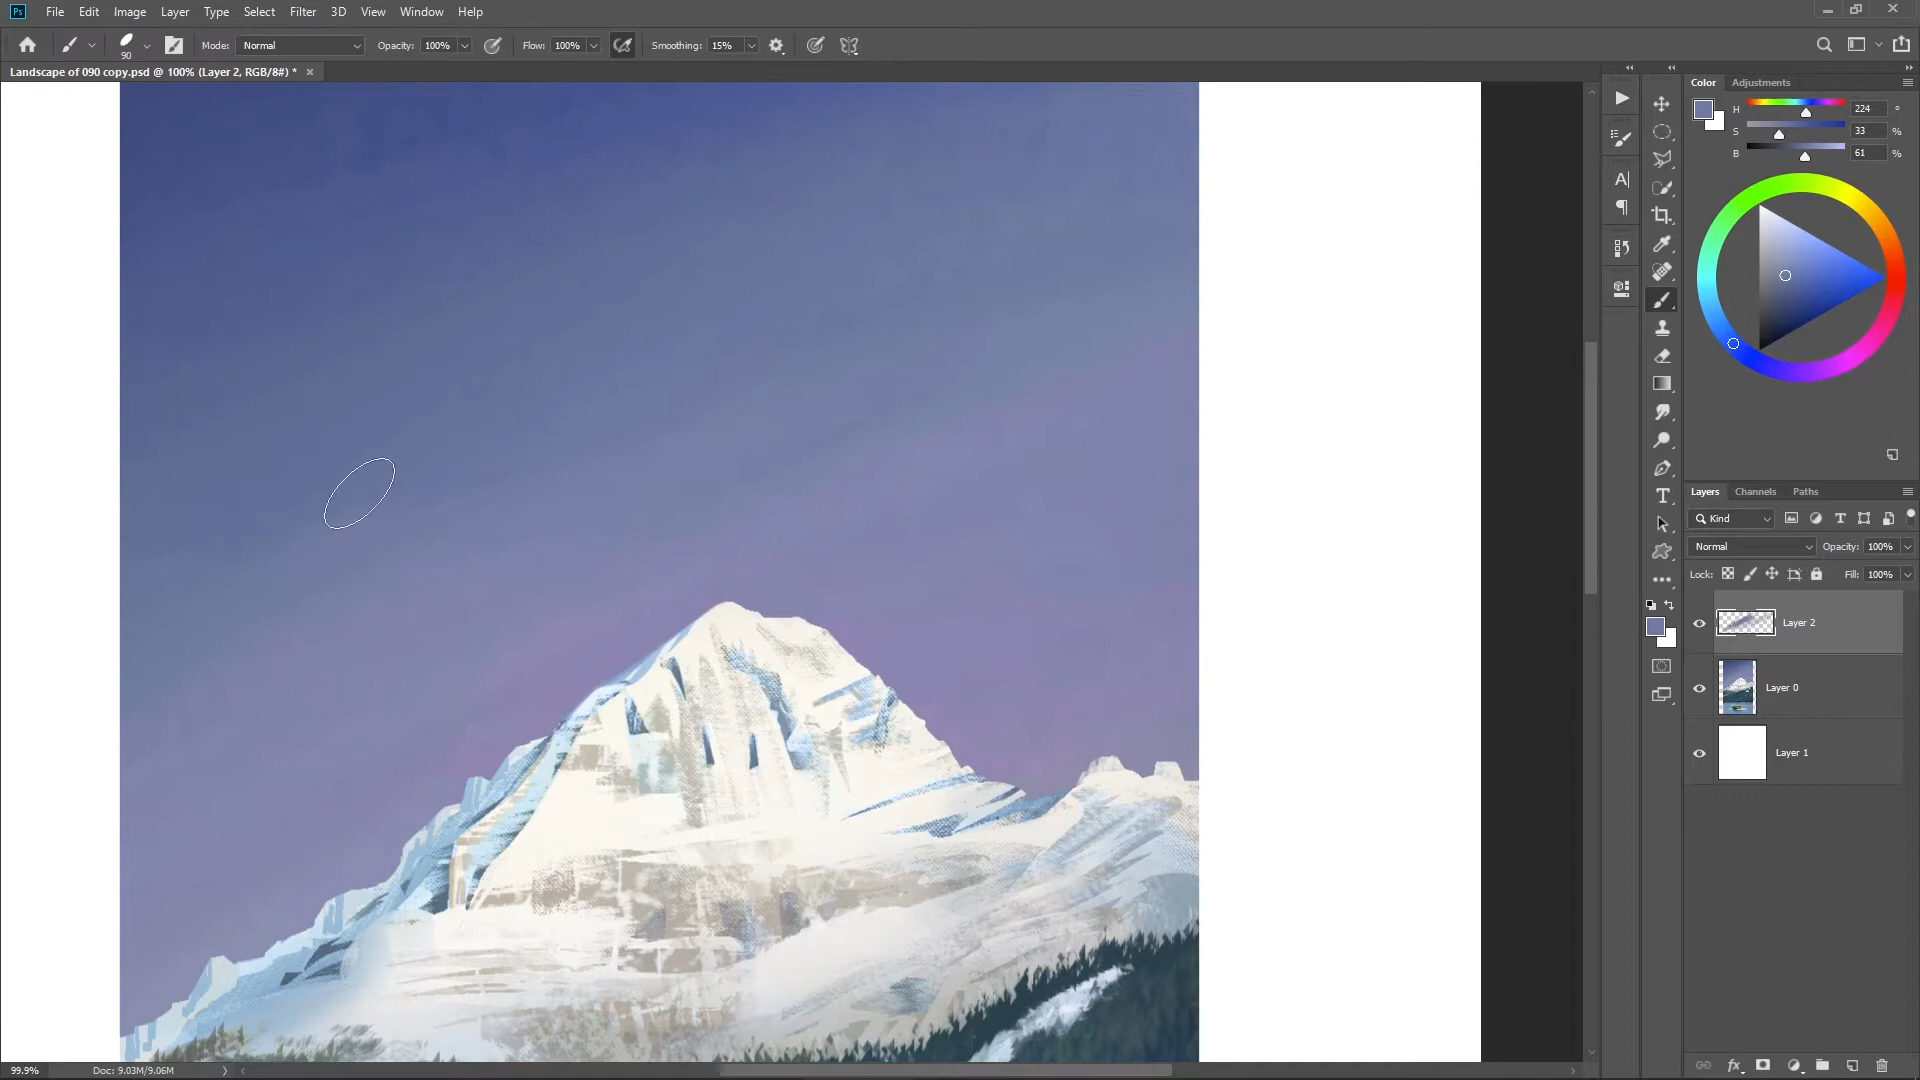 Ps File Edit Image Layer Type Select Filter 3D View Window Help
90 Mode: Normal Opacity: 100% Flow: 100% Smoothing: 15%
Landscape of 090 copy.psd @ 100% (Layer 2, RGB/8#) * ×
Color Adjustments
H 224 °
S 33 %
B 61 %
Layers Channels Paths
Kind
Normal Opacity: 100%
Lock: Fill: 100%
Layer 2
Layer 0
Layer 1
fx
99.9% Doc: 9.03M/9.06M